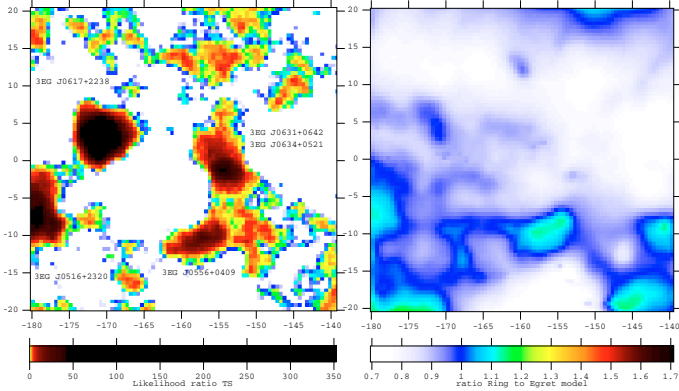 20
15
10
5
0
-5
-10
-15
-20
3EG J0617+2238
3EG J0631+0642
3EG J0634+0521
3EG J0516+2320
3EG J0556+0409
-180 -175 -170 -165 -160 -155 -150 -145 -140
0 50 100 150 200 250 300 350
Likelihood ratio TS
20
15
10
5
0
-5
-10
-15
-20
-180 -175 -170 -165 -160 -155 -150 -145 -140
0.7 0.8 0.9 1 1.1 1.2 1.3 1.4 1.5 1.6 1.7
ratio Ring to Egret model